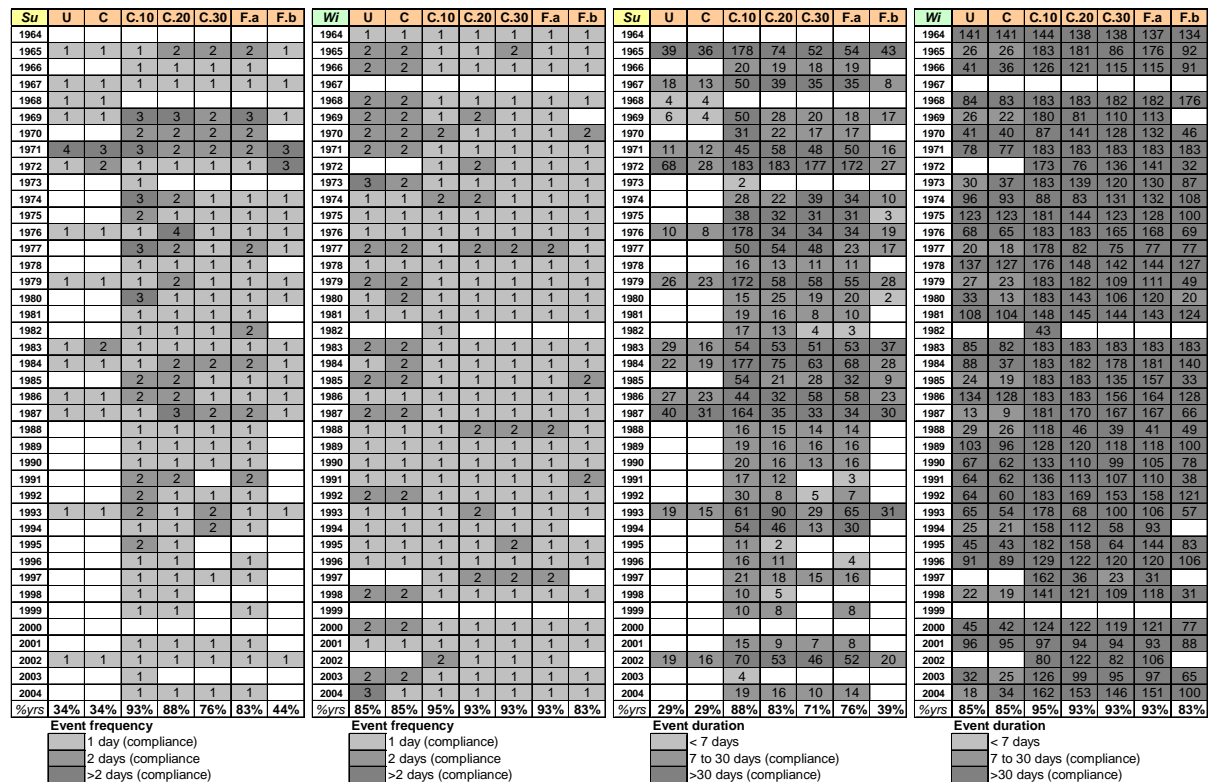 Su U C C.10 C.20 C.30 F.a F.b Wi U C C.10 C.20 C.30 F.a F.b Su U C C.10 C.20 C.30 F.a F.b Wi U C C.10 C.20 C.30 F.a F.b
1964 1964 1 1 1 1 1 1 1 1964 1964 141 141 144 138 138 137 134
1965 1 1 1 2 2 2 1 1965 2 2 1 1 2 1 1 1965 39 36 178 74 52 54 43 1965 26 26 183 181 86 176 92
1966 1 1 1 1 1966 2 2 1 1 1 1 1 1966 20 19 18 19 1966 41 36 126 121 115 115 91
1967 1 1 1 1 1 1 1 1967 1967 18 13 50 39 35 35 8 1967
1968 1 1 1968 2 2 1 1 1 1 1 1968 4 4 1968 84 83 183 183 182 182 176
1969 1 1 3 3 2 3 1 1969 2 2 1 2 1 1 1969 6 4 50 28 20 18 17 1969 26 22 180 81 110 113
1970 2 2 2 2 1970 2 2 2 1 1 1 2 1970 31 22 17 17 1970 41 40 87 141 128 132 46
1971 4 3 3 2 2 2 3 1971 2 2 1 1 1 1 1 1971 11 12 45 58 48 50 16 1971 78 77 183 183 183 183 183
1972 1 2 1 1 1 1 3 1972 1 2 1 1 1 1972 68 28 183 183 177 172 27 1972 173 76 136 141 32
1973 1 1973 3 2 1 1 1 1 1 1973 2 1973 30 37 183 139 120 130 87
1974 3 2 1 1 1 1974 1 1 2 2 1 1 1 1974 28 22 39 34 10 1974 96 93 88 83 131 132 108
1975 2 1 1 1 1 1975 1 1 1 1 1 1 1 1975 38 32 31 31 3 1975 123 123 181 144 123 128 100
1976 1 1 1 4 1 1 1 1976 1 1 1 1 1 1 1 1976 10 8 178 34 34 34 19 1976 68 65 183 183 165 168 69
1977 3 2 1 2 1 1977 2 2 1 2 2 2 1 1977 50 54 48 23 17 1977 20 18 178 82 75 77 77
1978 1 1 1 1 1978 1 1 1 1 1 1 1 1978 16 13 11 11 1978 137 127 176 148 142 144 127
1979 1 1 1 2 1 1 1 1979 2 2 1 1 1 1 1 1979 26 23 172 58 58 55 28 1979 27 23 183 182 109 111 49
1980 3 1 1 1 1 1980 1 2 1 1 1 1 1 1980 15 25 19 20 2 1980 33 13 183 143 106 120 20
1981 1 1 1 1 1981 1 1 1 1 1 1 1 1981 19 16 8 10 1981 108 104 148 145 144 143 124
1982 1 1 1 2 1982 1 1982 17 13 4 3 1982 43
1983 1 2 1 1 1 1 1 1983 2 2 1 1 1 1 1 1983 29 16 54 53 51 53 37 1983 85 82 183 183 183 183 183
1984 1 1 1 2 2 2 1 1984 1 2 1 1 1 1 1 1984 22 19 177 75 63 68 28 1984 88 37 183 182 178 181 140
1985 2 2 1 1 1 1985 2 2 1 1 1 1 2 1985 54 21 28 32 9 1985 24 19 183 183 135 157 33
1986 1 1 2 2 1 1 1 1986 1 1 1 1 1 1 1 1986 27 23 44 32 58 58 23 1986 134 128 183 183 156 164 128
1987 1 1 1 3 2 2 1 1987 2 2 1 1 1 1 1 1987 40 31 164 35 33 34 30 1987 13 9 181 170 167 167 66
1988 1 1 1 1 1988 1 1 1 2 2 2 1 1988 16 15 14 14 1988 29 26 118 46 39 41 49
1989 1 1 1 1 1989 1 1 1 1 1 1 1 1989 19 16 16 16 1989 103 96 128 120 118 118 100
1990 1 1 1 1 1990 1 1 1 1 1 1 1 1990 20 16 13 16 1990 67 62 133 110 99 105 78
1991 2 2 2 1991 1 1 1 1 1 1 2 1991 17 12 3 1991 64 62 136 113 107 110 38
1992 2 1 1 1 1992 2 2 1 1 1 1 1 1992 30 8 5 7 1992 64 60 183 169 153 158 121
1993 1 1 2 1 2 1 1 1993 1 1 1 2 1 1 1 1993 19 15 61 90 29 65 31 1993 65 54 178 68 100 106 57
1994 1 1 2 1 1994 1 1 1 1 1 1 1994 54 46 13 30 1994 25 21 158 112 58 93
1995 2 1 1995 1 1 1 1 2 1 1 1995 11 2 1995 45 43 182 158 64 144 83
1996 1 1 1 1996 1 1 1 1 1 1 1 1996 16 11 4 1996 91 89 129 122 120 120 106
1997 1 1 1 1 1997 1 2 2 2 1997 21 18 15 16 1997 162 36 23 31
1998 1 1 1998 2 2 1 1 1 1 1 1998 10 5 1998 22 19 141 121 109 118 31
1999 1 1 1 1999 1999 10 8 8 1999
2000 2000 2 2 1 1 1 1 1 2000 2000 45 42 124 122 119 121 77
2001 1 1 1 1 2001 1 1 1 1 1 1 1 2001 15 9 7 8 2001 96 95 97 94 94 93 88
2002 1 1 1 1 1 1 1 2002 2 1 1 1 2002 19 16 70 53 46 52 20 2002 80 122 82 106
2003 1 2003 2 2 1 1 1 1 1 2003 4 2003 32 25 126 99 95 97 65
2004 1 1 1 1 2004 3 1 1 1 1 1 1 2004 19 16 10 14 2004 18 34 162 153 146 151 100
%yrs 34% 34% 93% 88% 76% 83% 44% %yrs 85% 85% 95% 93% 93% 93% 83% %yrs 29% 29% 88% 83% 71% 76% 39% %yrs 85% 85% 95% 93% 93% 93% 83%
Event frequency Event frequency Event duration Event duration
1 day (compliance) 1 day (compliance) < 7 days < 7 days
2 days (compliance 2 days (compliance 7 to 30 days (compliance) 7 to 30 days (compliance)
>2 days (compliance) >2 days (compliance) >30 days (compliance) >30 days (compliance)